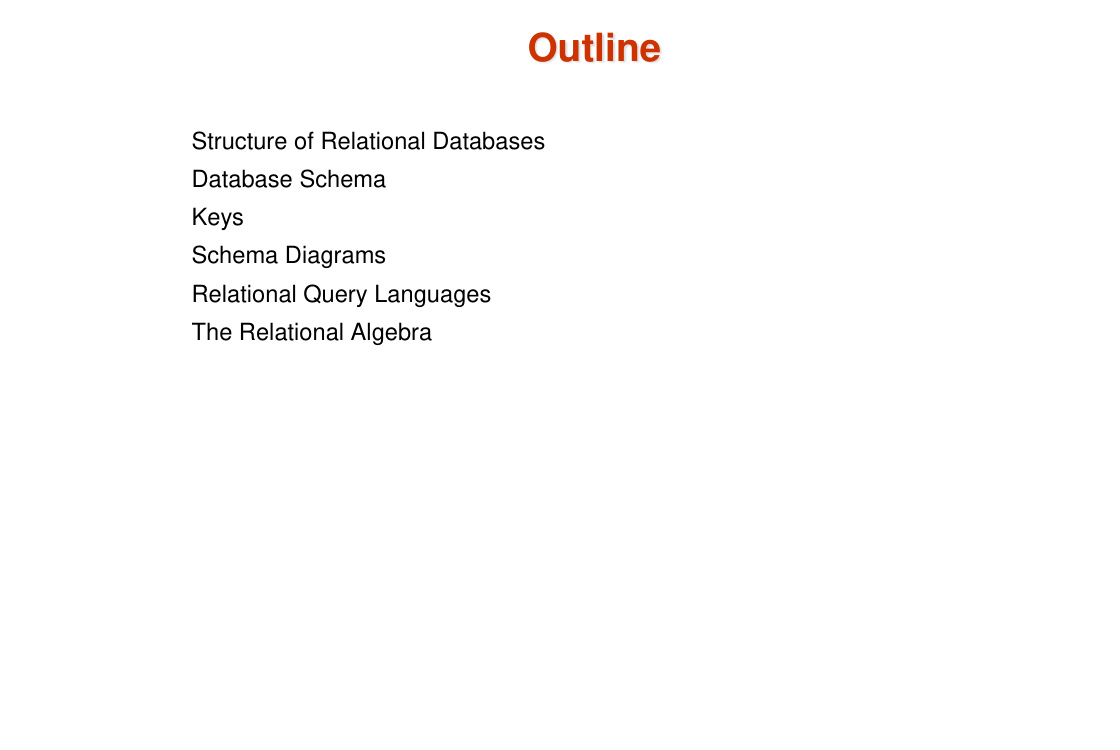 Outline
Structure of Relational Databases
Database Schema
Keys
Schema Diagrams
Relational Query Languages
The Relational Algebra